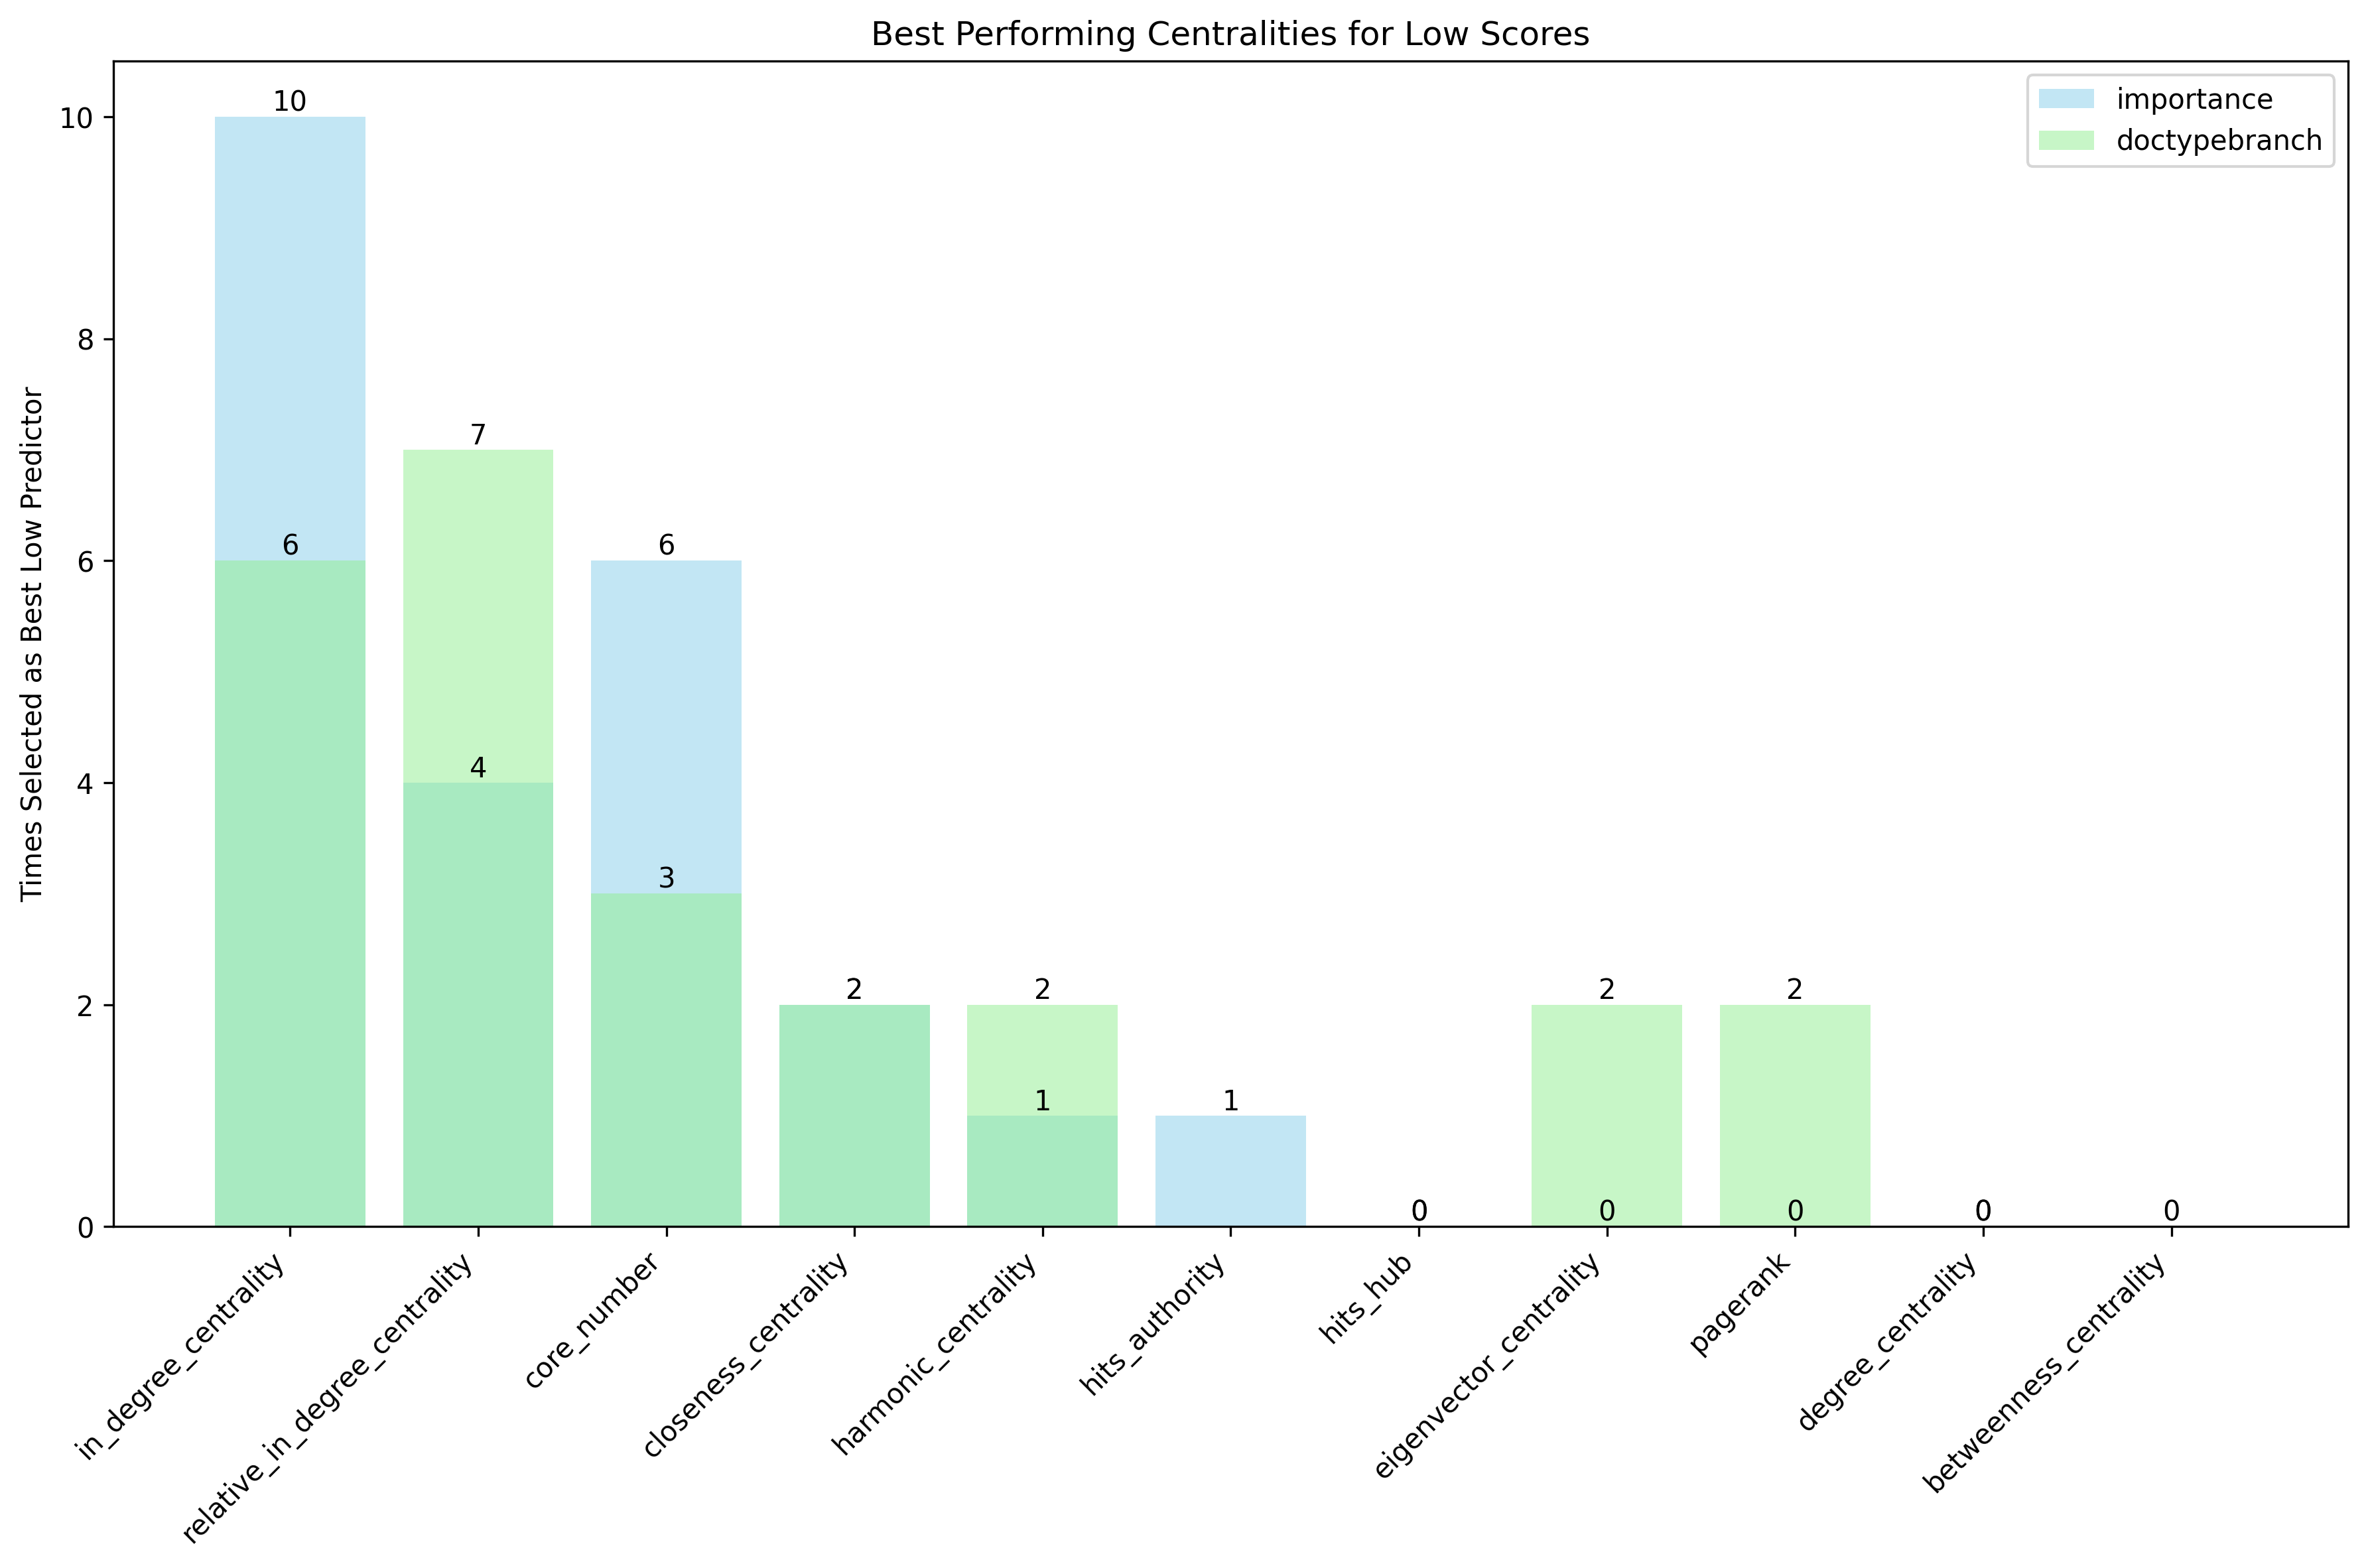 Best Performing Centralities for Low Scores
importance
doctypebranch
Times Selected as Best Low Predictor
10
8
6
4
2
0
10
6
7
4
6
3
2
2
1
1
0
2
0
2
0
0
0
in_degree_centrality
relative_in_degree_centrality
core_number
closeness_centrality
harmonic_centrality
hits_authority
hits_hub
eigenvector_centrality
pagerank
degree_centrality
betweenness_centrality